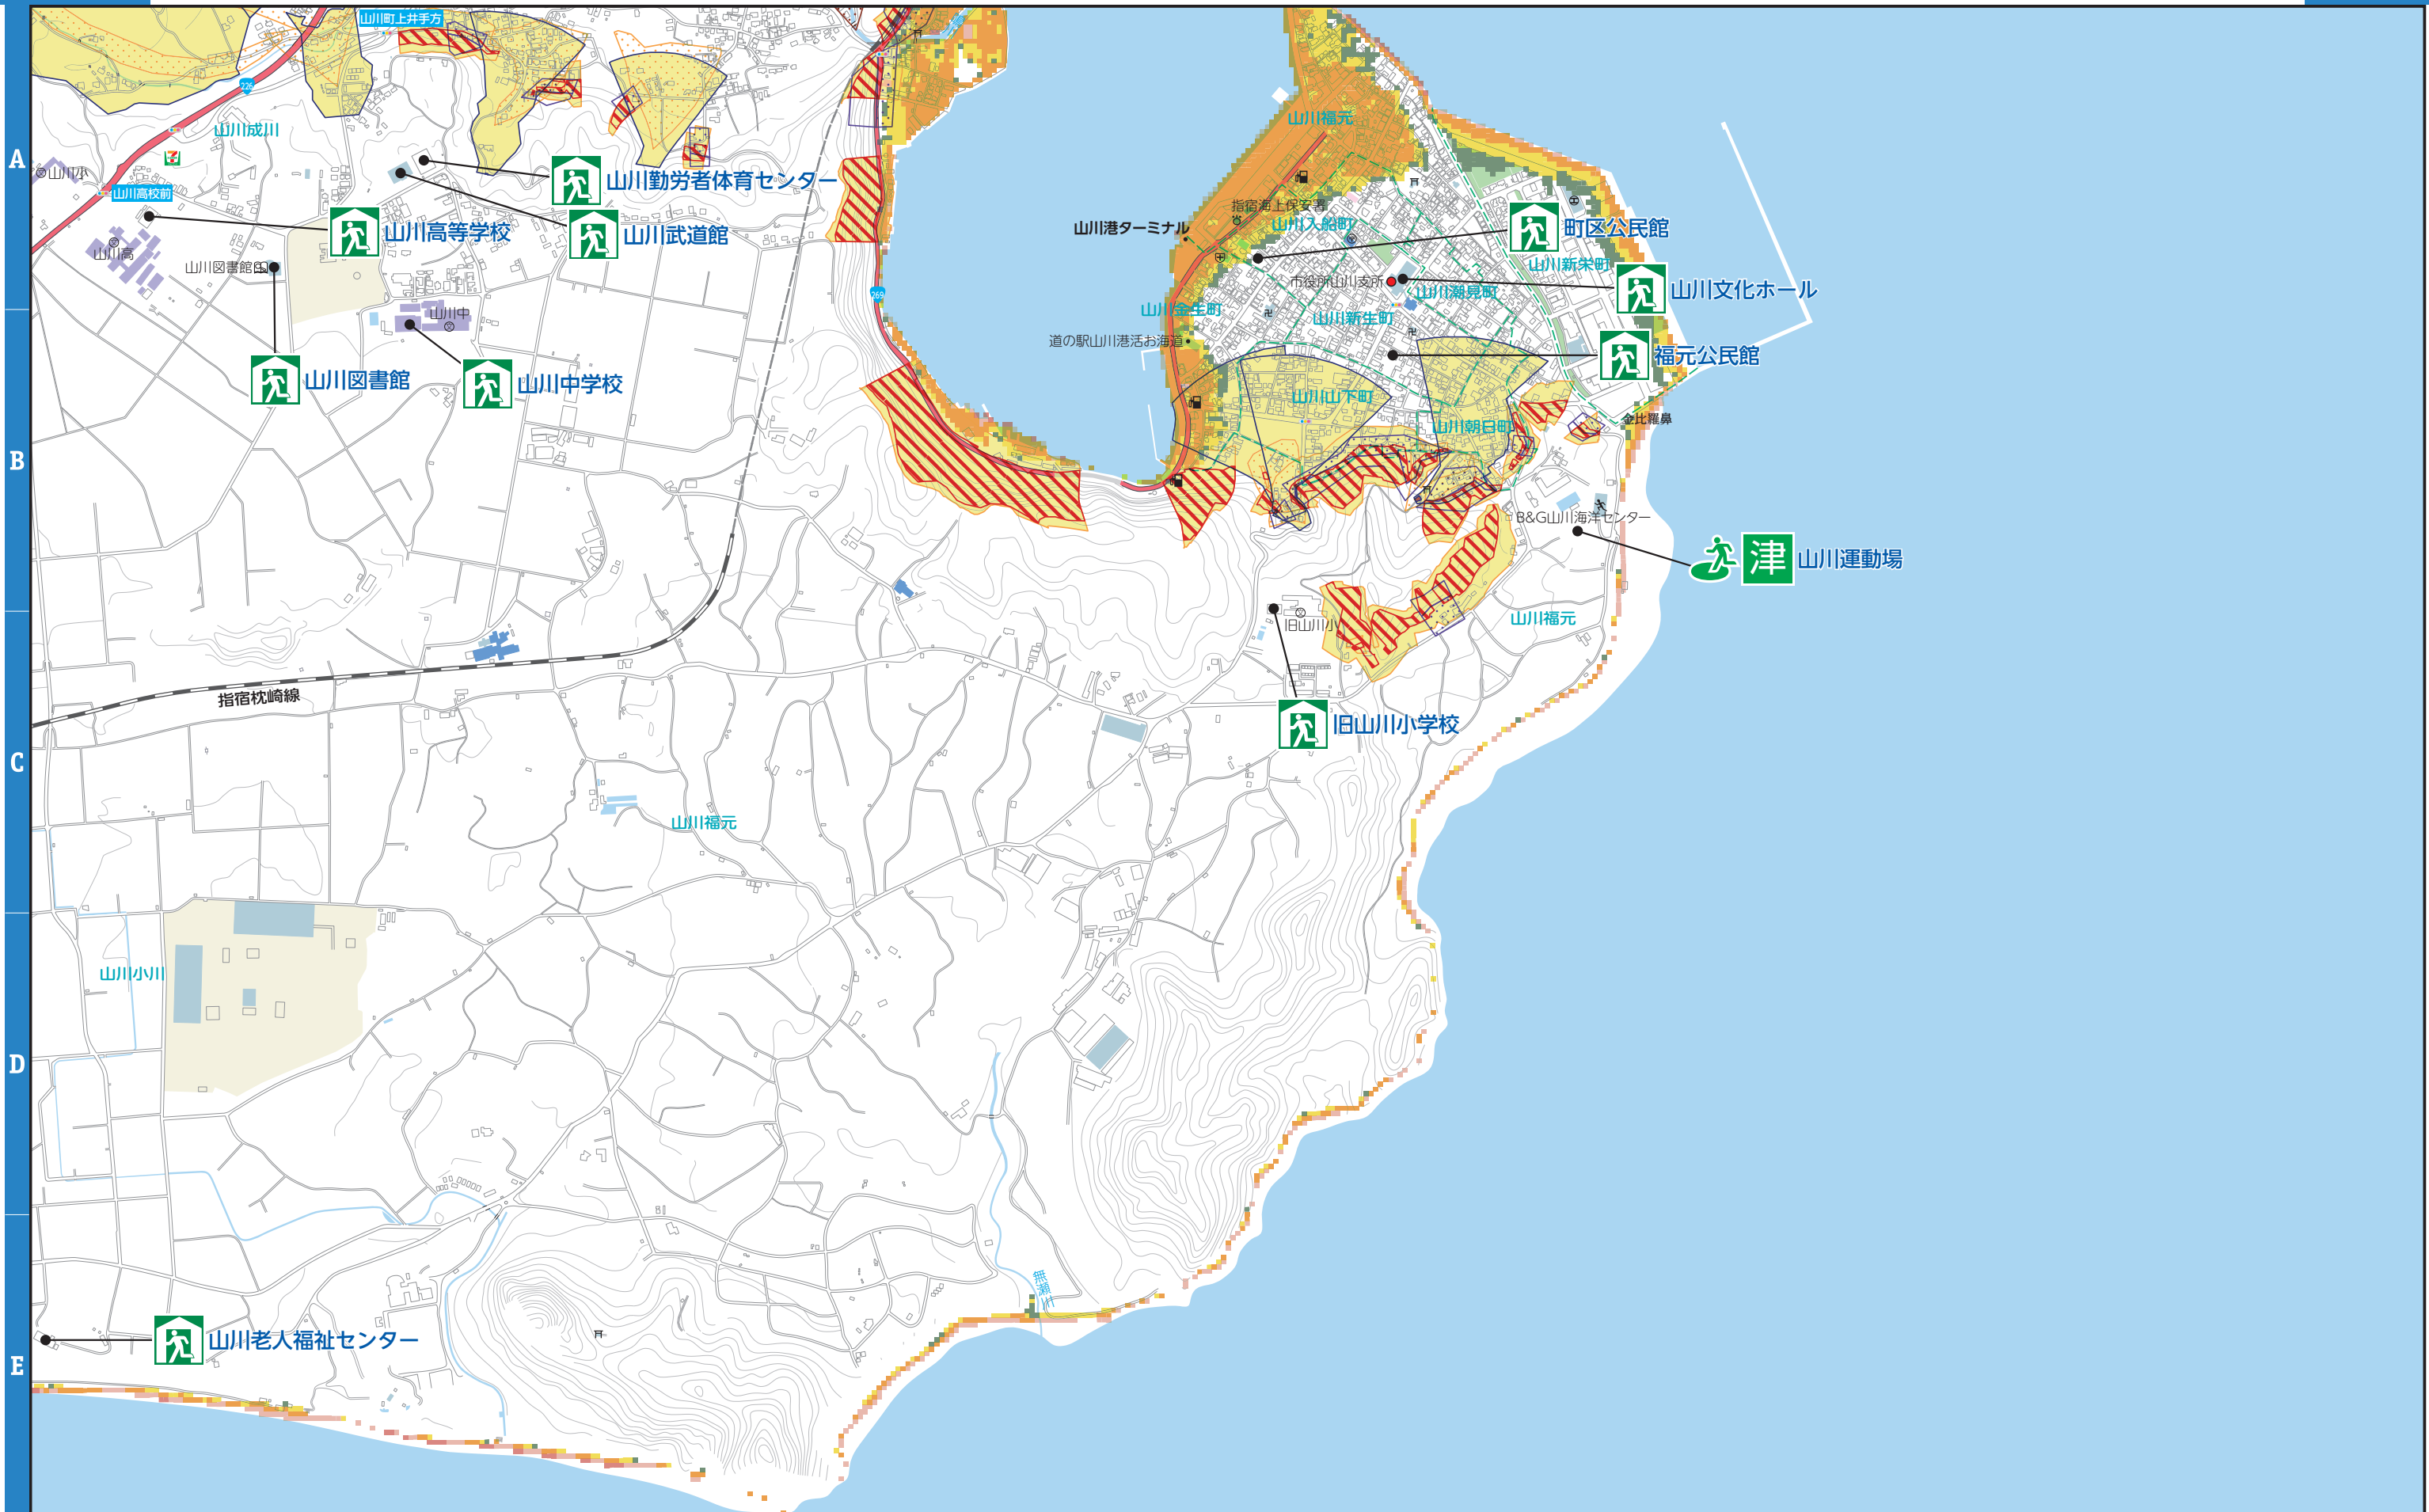 山川町上井手方
226
山川成川
山川福元
A
山川小
山川勤労者体育センター
山川高校前
指宿海上保安署
山川高等学校
山川武道館
山川港ターミナル
山川入船町
町区公民館
山川高
山川図書館
山川新栄町
市役所山川支所
山川文化ホール
269
山川潮見町
山川金生町
山川中
山川新生町
道の駅山川港活お海道
福元公民館
山川図書館
山川中学校
山川山下町
金比羅鼻
山川朝日町
B
B&G山川海洋センター
津
山川運動場
山川福元
旧山川小
指宿枕崎線
旧山川小学校
C
山川福元
山川小川
D
無瀬川
山川老人福祉センター
E